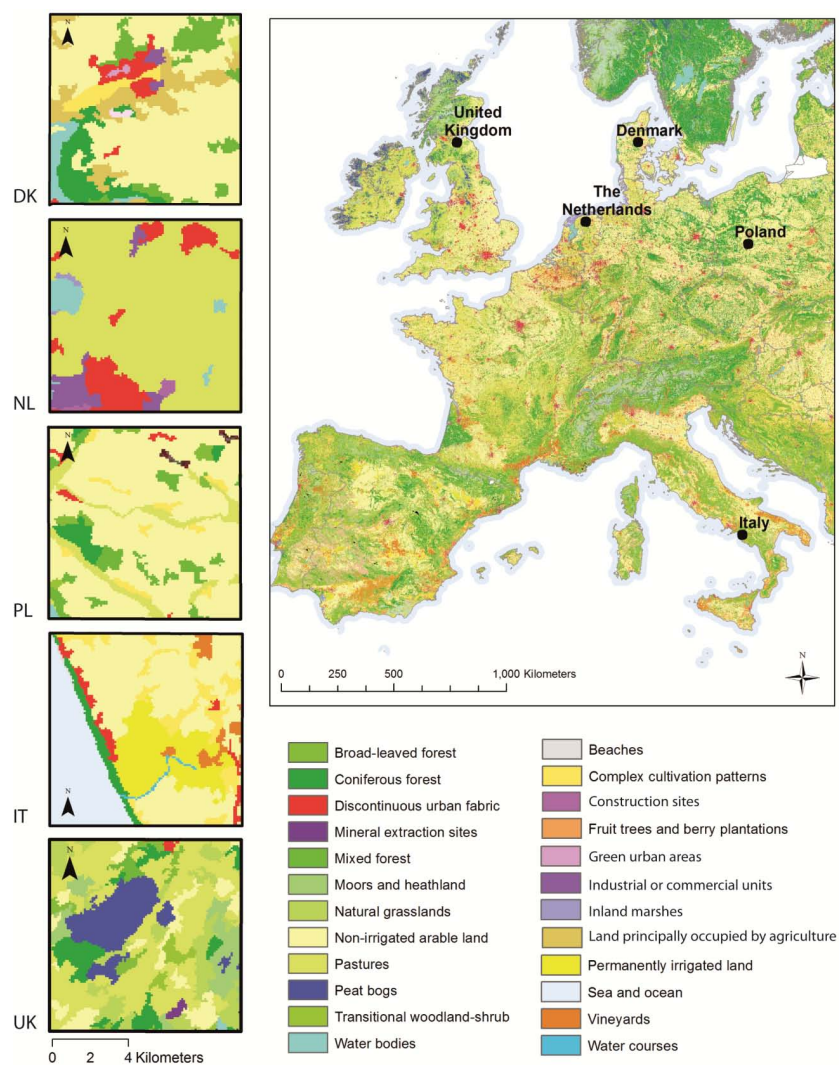 N
DK
N
NL
N
PL
N
IT
N
UK
0 2 4 Kilometers
United
Kingdom
Denmark
The
Netherlands
Poland
Italy
0 250 500 1,000 Kilometers
N
Broad-leaved forest
Coniferous forest
Discontinuous urban fabric
Mineral extraction sites
Mixed forest
Moors and heathland
Natural grasslands
Non-irrigated arable land
Pastures
Peat bogs
Transitional woodland-shrub
Water bodies
Beaches
Complex cultivation patterns
Construction sites
Fruit trees and berry plantations
Green urban areas
Industrial or commercial units
Inland marshes
Land principally occupied by agriculture
Permanently irrigated land
Sea and ocean
Vineyards
Water courses